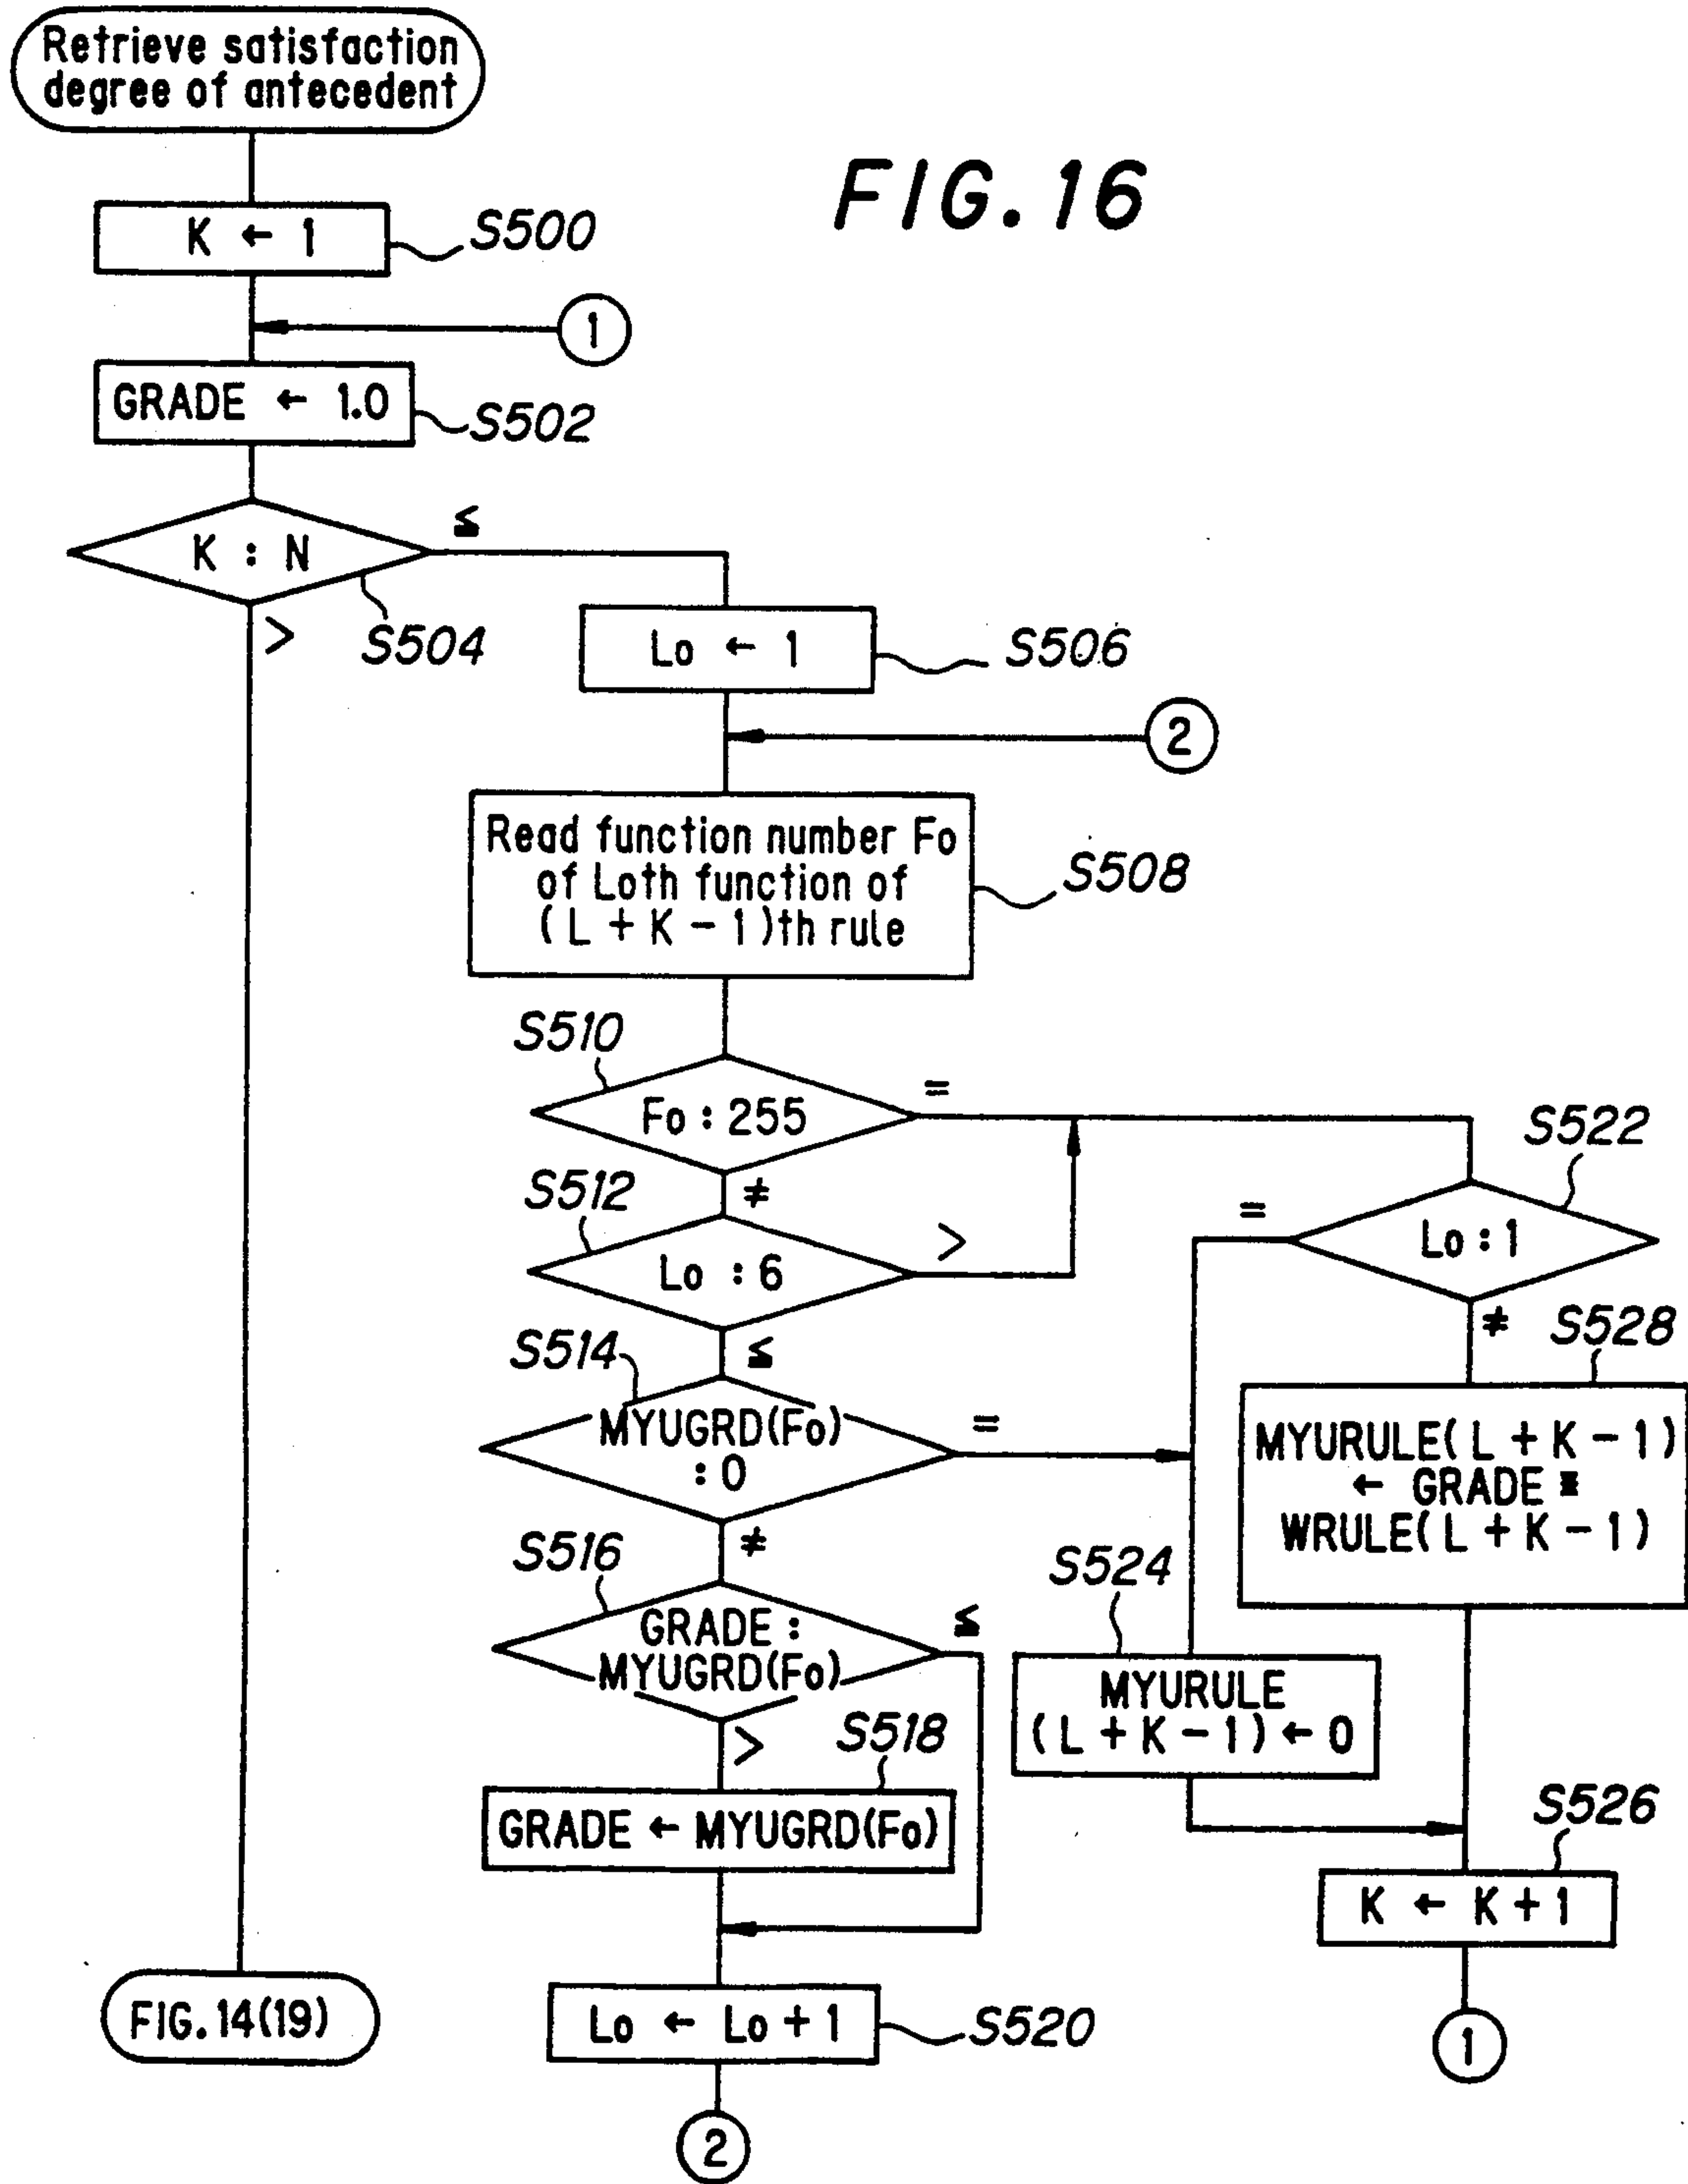 Retrieve satisfaction
degree of antecedent
FIG.16
K ← 1
S500
1
GRADE ← 1.0
S502
K : N
≦
>
S504
Lo ← 1
S506
2
Read function number Fo
of Loth function of
(L + K - 1)th rule
S508
S510
Fo : 255
=
≠
S522
Lo : 1
=
≠
S512
Lo : 6
>
≦
S528
MYURULE(L + K - 1)
← GRADE *
WRULE(L + K - 1)
S514
MYUGRD(Fo)
: 0
=
≠
S516
GRADE :
MYUGRD(Fo)
≦
>
S524
MYURULE
(L + K - 1) ← 0
S518
GRADE ← MYUGRD(Fo)
S526
K ← K + 1
FIG.14(19)
Lo ← Lo + 1
S520
1
2